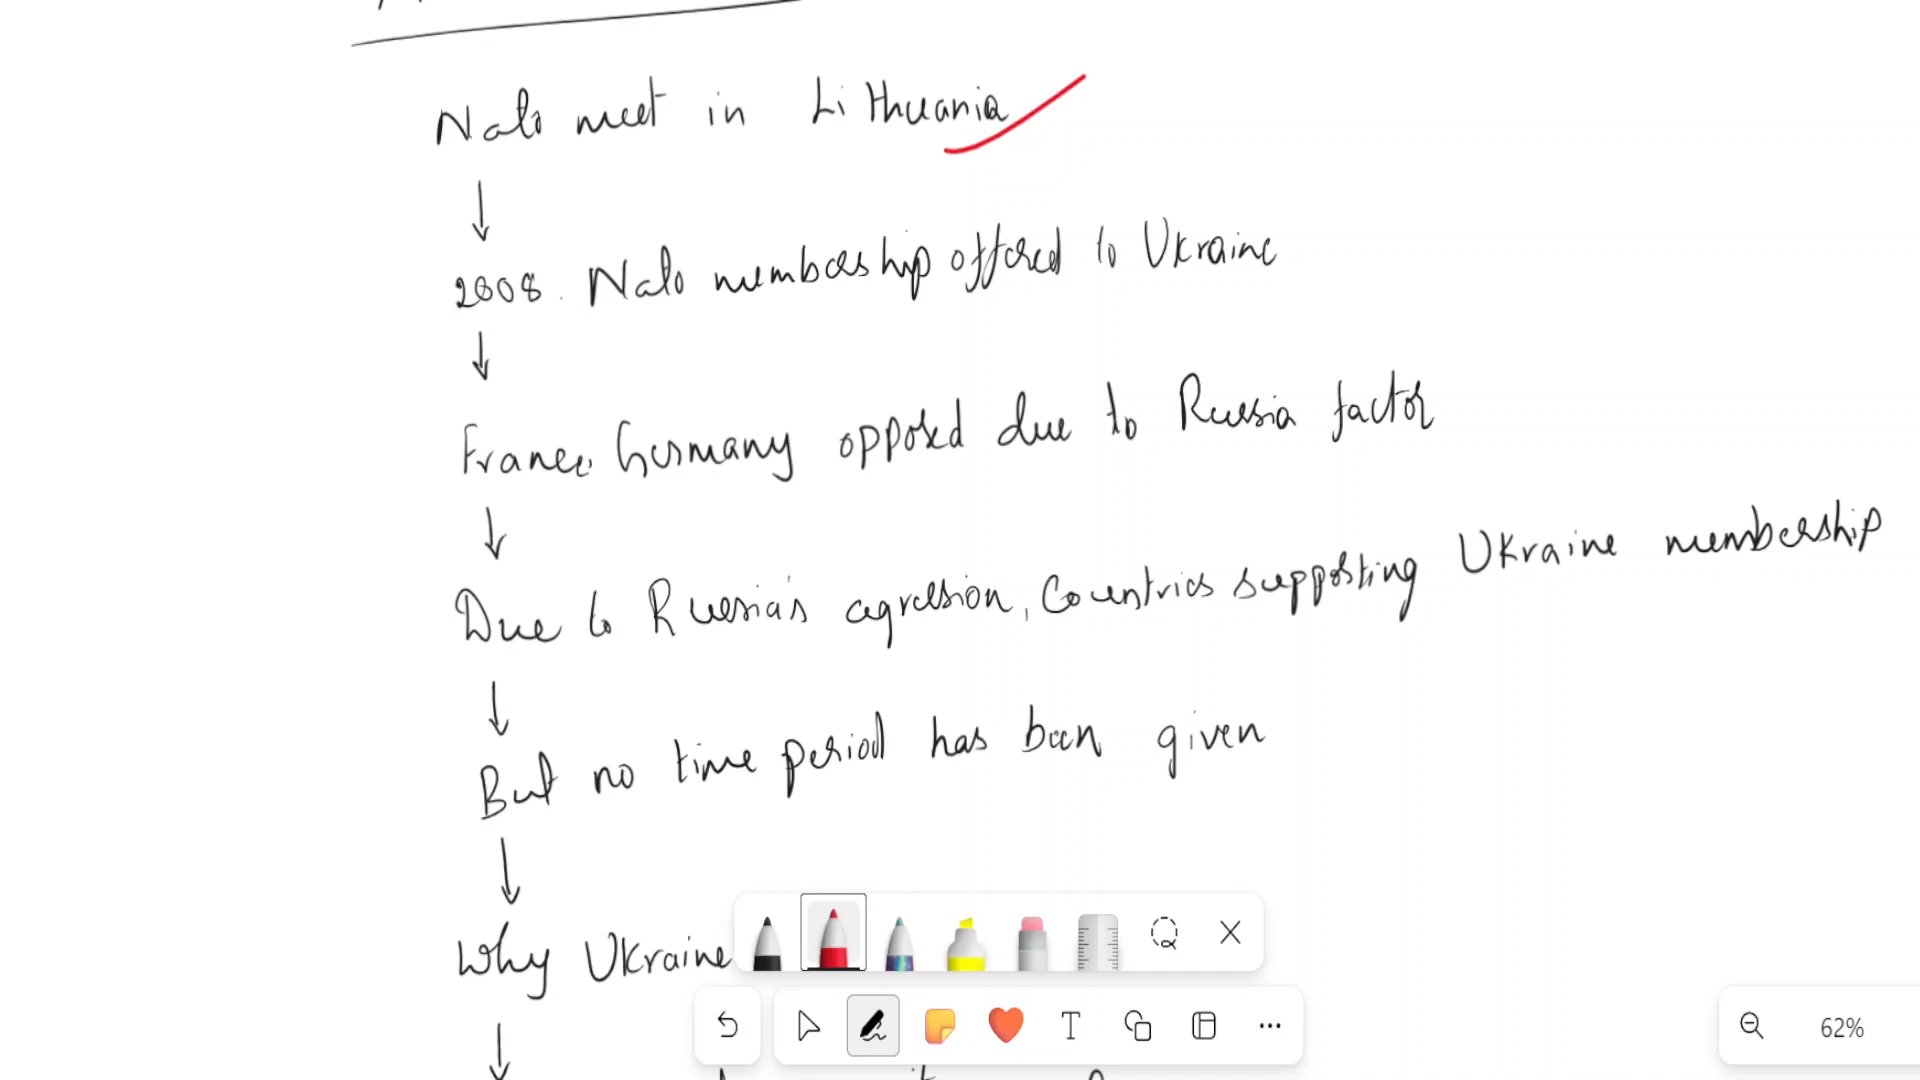 Nato meet in Lithuania
2008. Nato membership offered to Ukraine
France, Germany opposed due to Russia factor
Due to Russia's agression, Countries supporting Ukraine membership
But no time period has been given
Why Ukraine
62%